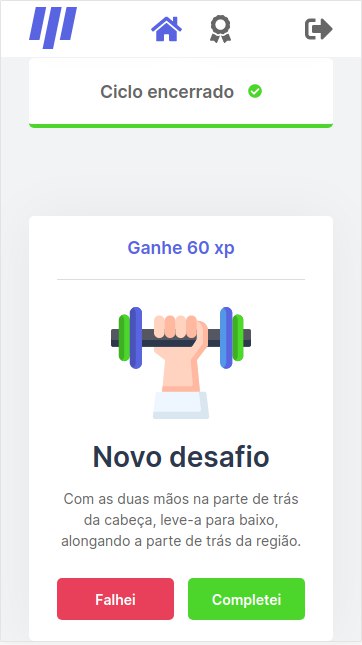 Ciclo encerrado
Ganhe 60 xp
Novo desafio
Com as duas mãos na parte de trás
da cabeça, leve-a para baixo,
alongando a parte de trás da região.
Falhei
Completei